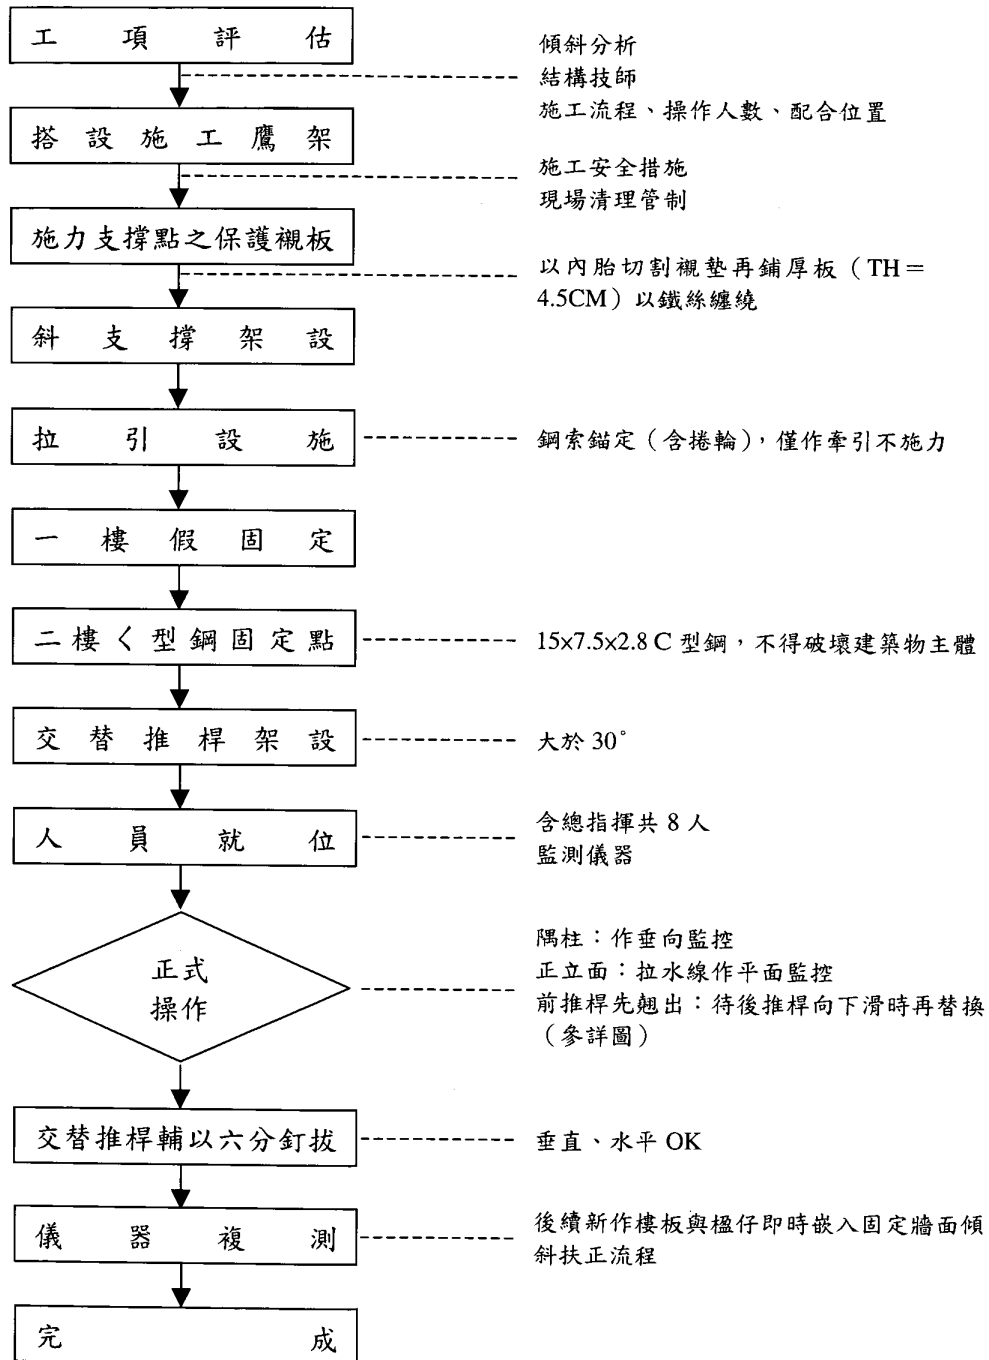 工項評估
傾斜分析
結構技師
施工流程、操作人數、配合位置
搭設施工鷹架
施工安全措施
現場清理管制
施力支撐點之保護襯板
以內胎切割襯墊再鋪厚板（TH＝
4.5CM）以鐵絲纏繞
斜支撐架設
拉引設施
鋼索錨定（含捲輪），僅作牽引不施力
一樓假固定
二樓ㄑ型鋼固定點
15x7.5x2.8 C 型鋼，不得破壞建築物主體
交替推桿架設
大於 30°
人員就位
含總指揮共 8 人
監測儀器
正式
操作
隅柱：作垂向監控
正立面：拉水線作平面監控
前推桿先翹出：待後推桿向下滑時再替換
（參詳圖）
交替推桿輔以六分釘拔
垂直、水平 OK
儀器複測
後續新作樓板與楹仔即時嵌入固定牆面傾
斜扶正流程
完成